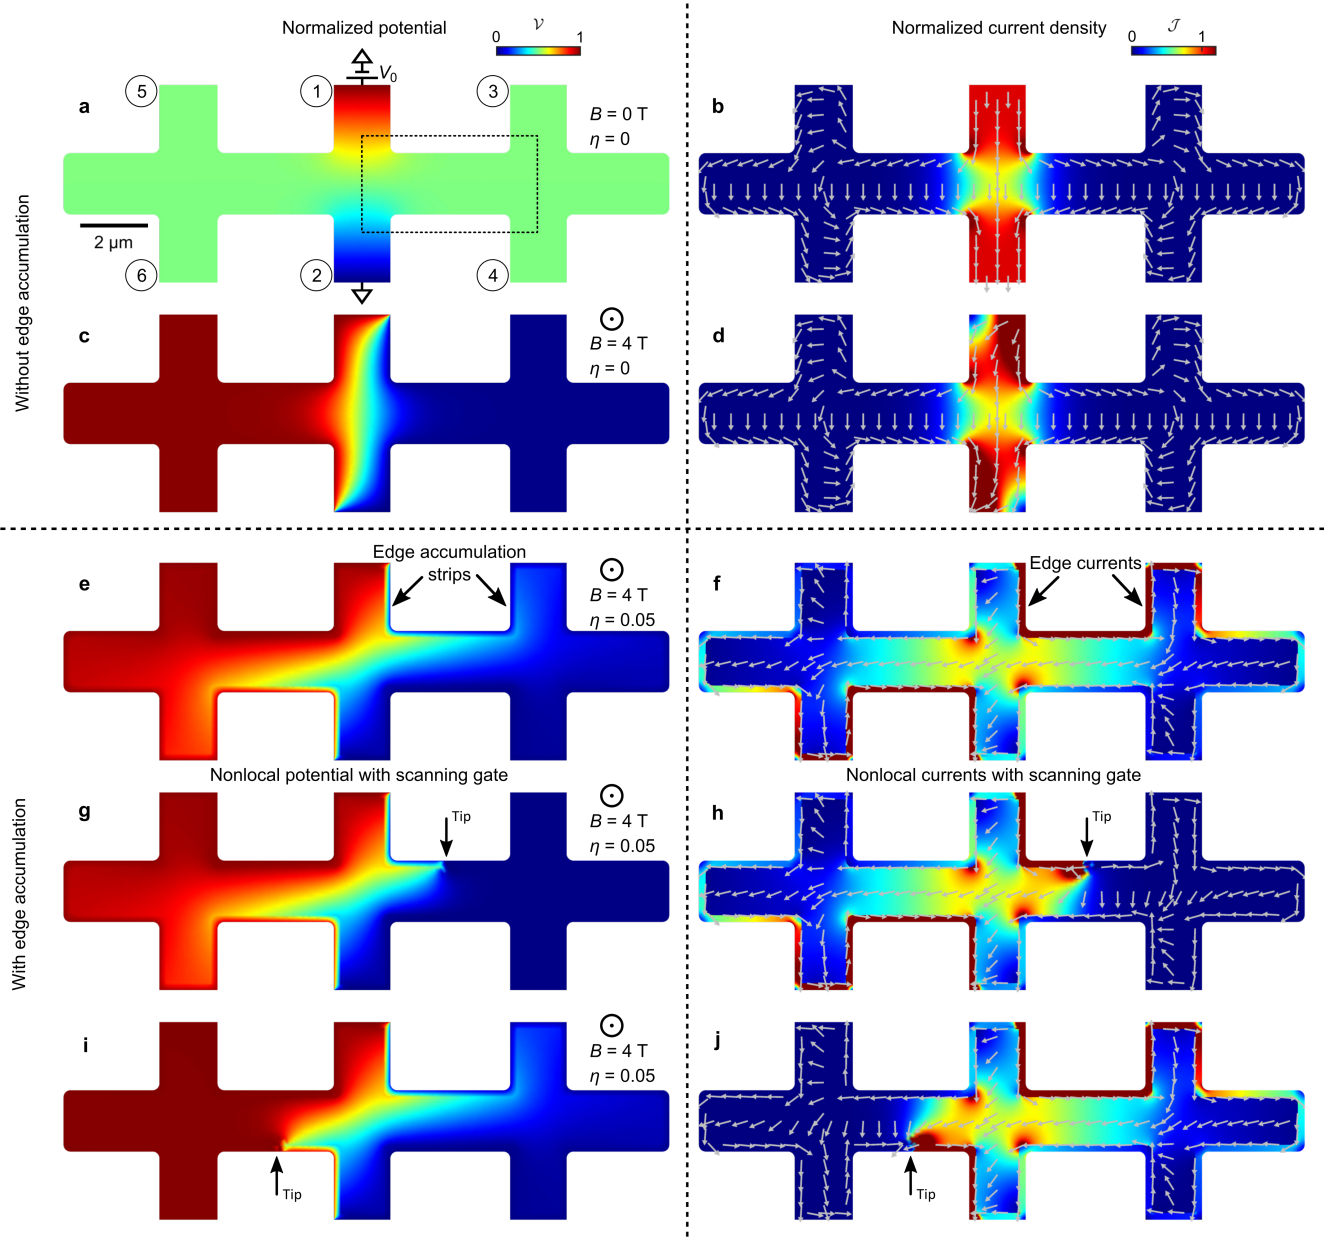 Normalized potential
𝒱
0
1
Normalized current density
𝒥
0
1
V₀
a
5
1
3
B = 0 T
η = 0
2 µm
6
2
4
b
Without edge accumulation
c
B = 4 T
η = 0
d
Edge accumulation
strips
e
B = 4 T
η = 0.05
f
Edge currents
Nonlocal potential with scanning gate
Nonlocal currents with scanning gate
With edge accumulation
g
Tip
B = 4 T
η = 0.05
h
Tip
i
Tip
B = 4 T
η = 0.05
j
Tip